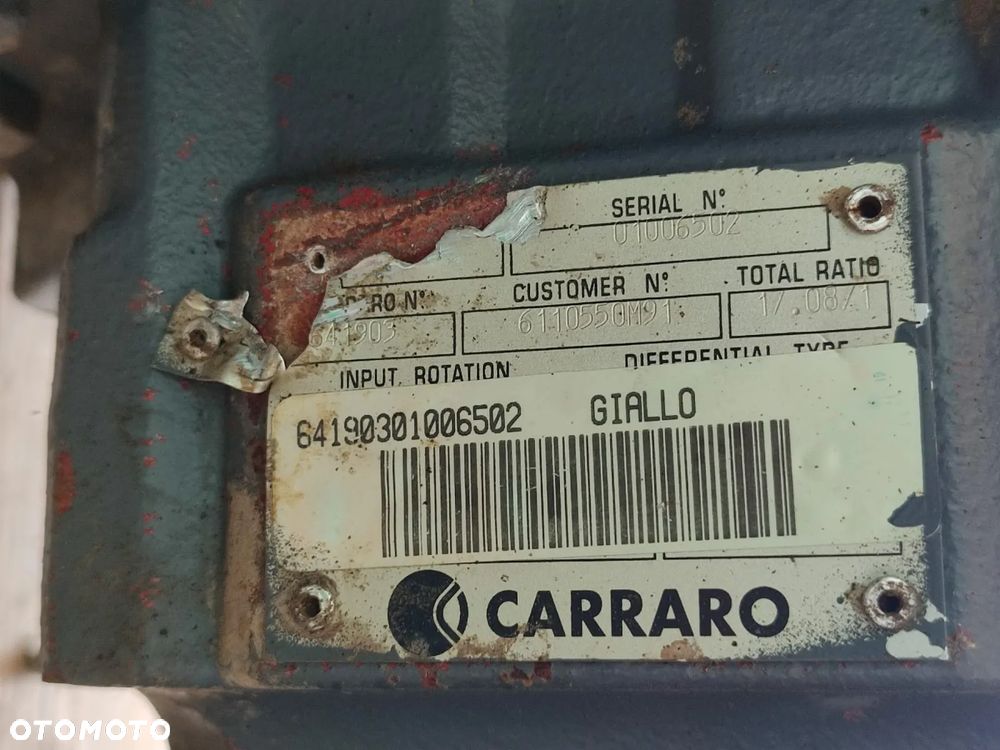 SERIAL N°
01006502
RO N° CUSTOMER N° TOTAL RATIO
641903 6110550M91 17.08/1
INPUT ROTATION DIFFERENTIAL TYPE
64190301006502 GIALLO
CARRARO
OTOMOTO